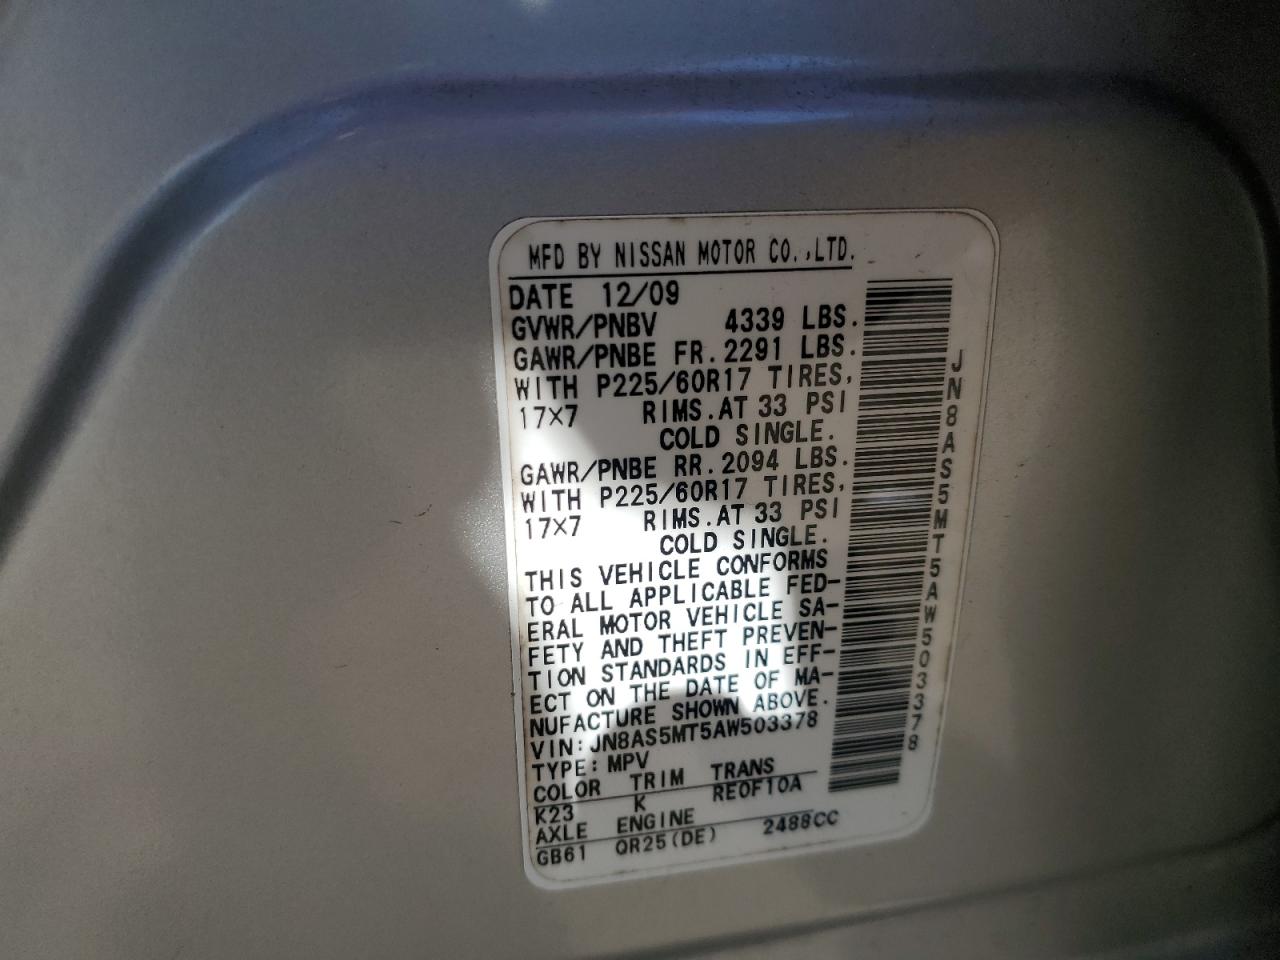 MFD BY NISSAN MOTOR CO.,LTD.
DATE 12/09
GVWR/PNBV 4339 LBS.
GAWR/PNBE FR. 2291 LBS.
WITH P225/60R17 TIRES,
17×7 RIMS. AT 33 PSI
COLD SINGLE.
GAWR/PNBE RR. 2094 LBS.
WITH P225/60R17 TIRES,
17×7 RIMS. AT 33 PSI
COLD SINGLE.
THIS VEHICLE CONFORMS
TO ALL APPLICABLE FED-
ERAL MOTOR VEHICLE SA-
FETY AND THEFT PREVEN-
TION STANDARDS IN EFF-
ECT ON THE DATE OF MA-
NUFACTURE SHOWN ABOVE.
VIN: JN8AS5MT5AW503378
TYPE: MPV
COLOR TRIM TRANS
K23 K RE0F10A
AXLE ENGINE
GB61 QR25(DE) 2488CC
JN8AS5MT5AW503378